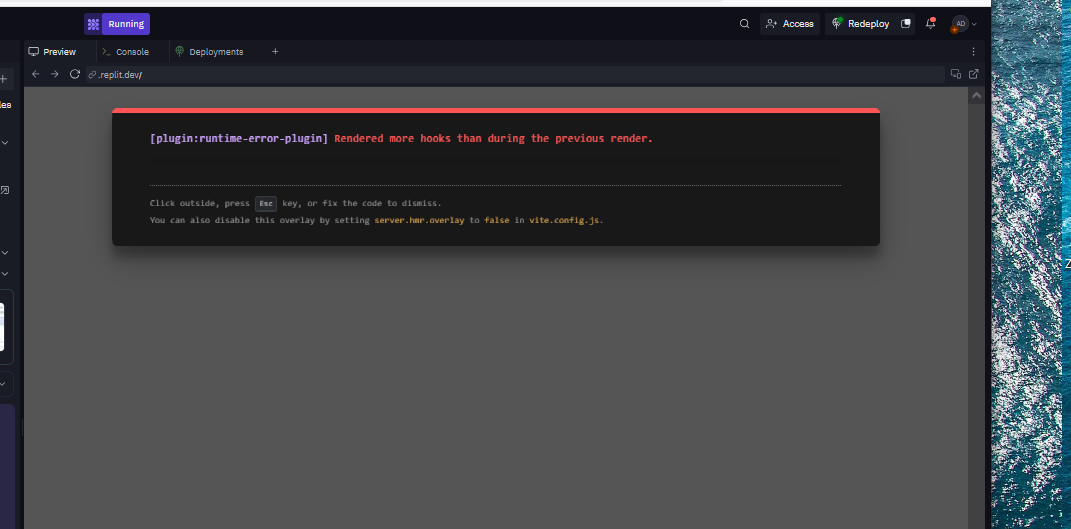 Running
Access
Redeploy
AD
Preview
Console
Deployments
.replit.dev/
les
[plugin:runtime-error-plugin] Rendered more hooks than during the previous render.
Click outside, press Esc key, or fix the code to dismiss.
You can also disable this overlay by setting server.hmr.overlay to false in vite.config.js.
Z